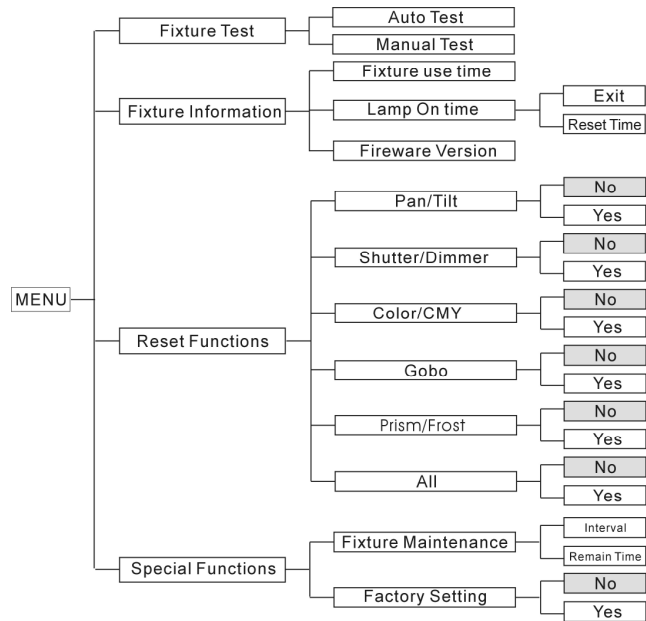 MENU
Fixture Test
Auto Test
Manual Test
Fixture Information
Fixture use time
Lamp On time
Exit
Reset Time
Fireware Version
Reset Functions
Pan/Tilt
No
Yes
Shutter/Dimmer
No
Yes
Color/CMY
No
Yes
Gobo
No
Yes
Prism/Frost
No
Yes
All
No
Yes
Special Functions
Fixture Maintenance
Interval
Remain Time
Factory Setting
No
Yes